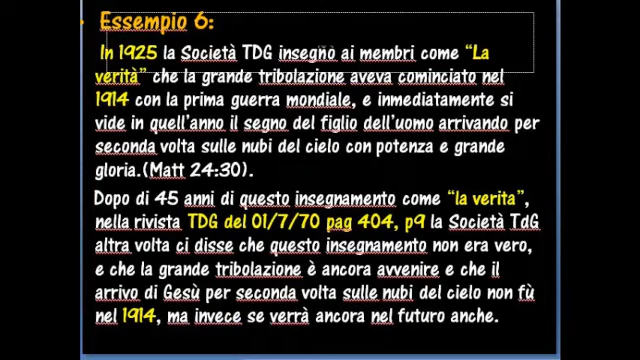 • Essempio 6:
In 1925 la Società TDG insegnò ai membri come “La
verità” che la grande tribolazione aveva cominciato nel
1914 con la prima guerra mondiale, e inmediatamente si
vide in quell’anno il segno del figlio dell’uomo arrivando per
seconda volta sulle nubi del cielo con potenza e grande
gloria.(Matt 24:30).
Dopo di 45 anni di questo insegnamento come “la verita”,
nella rivista TDG del 01/7/70 pag 404, p9 la Società TdG
altra volta ci disse che questo insegnamento non era vero,
e che la grande tribolazione è ancora avvenire e che il
arrivo di Gesù per seconda volta sulle nubi del cielo non fù
nel 1914, ma invece se verrà ancora nel futuro anche.